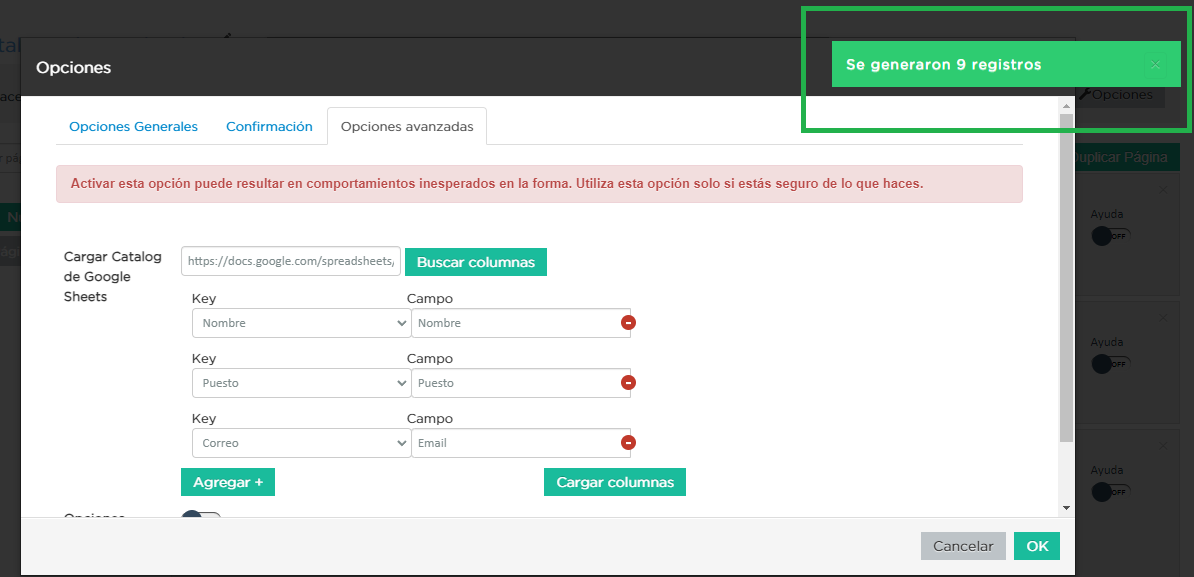 Opciones
Se generaron 9 registros
Opciones
Opciones Generales
Confirmación
Opciones avanzadas
Activar esta opción puede resultar en comportamientos inesperados en la forma. Utiliza esta opción solo si estás seguro de lo que haces.
Cargar Catalog
de Google
Sheets
https://docs.google.com/spreadsheets/
Buscar columnas
Key
Campo
Nombre
Nombre
Key
Campo
Puesto
Puesto
Key
Campo
Correo
Email
Agregar +
Cargar columnas
Opciones
Cancelar
OK
uplicar Página
Ayuda
OFF
Ayuda
OFF
Ayuda
OFF